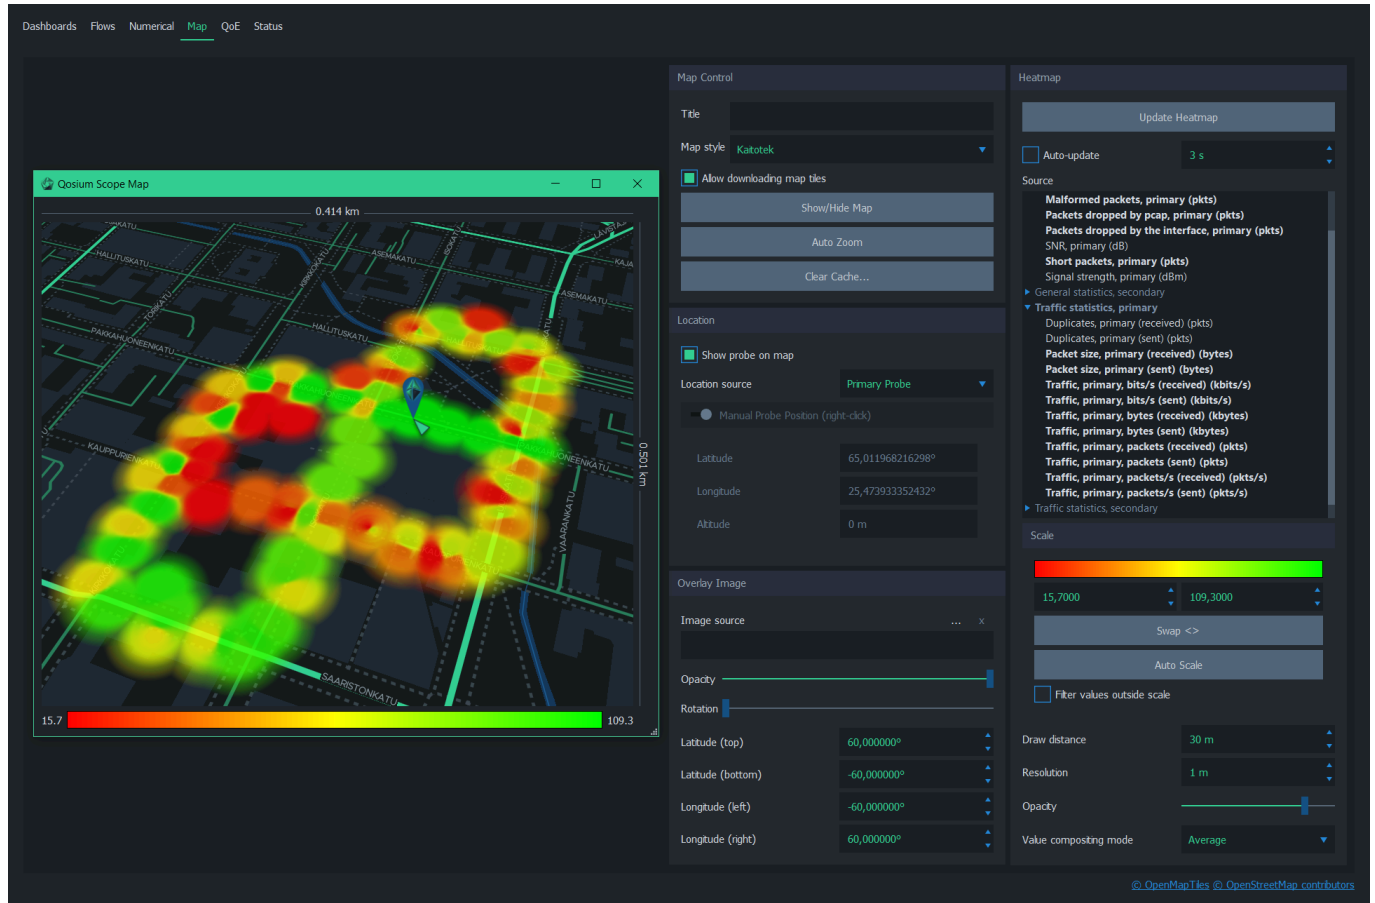 Dashboards Flows Numerical Map QoE Status
Qosium Scope Map
0.414 km
KATU
HALLITUSKATU
TORIKATU
PAKKAHUONEENKATU
KIRKKOKATU
ASEMAKATU
ISOKATU
KAJA
ASEMAKATU
HALLITUSKATU
KAUPPURIENKATU
KAHUONEENKATU
VAARANKATU
SAARISTONKATU
0.501 km
15.7 109.3
Map Control
Title
Map style Kaitotek
Allow downloading map tiles
Show/Hide Map
Auto Zoom
Clear Cache...
Location
Show probe on map
Location source Primary Probe
Manual Probe Position (right-click)
Latitude 65,011968216298º
Longitude 25,473933352432º
Altitude 0 m
Overlay Image
Image source ... x
Opacity
Rotation
Latitude (top) 60,000000º
Latitude (bottom) -60,000000º
Longitude (left) -60,000000º
Longitude (right) 60,000000º
Heatmap
Update Heatmap
Auto-update 3 s
Source
Malformed packets, primary (pkts)
Packets dropped by pcap, primary (pkts)
Packets dropped by the interface, primary (pkts)
SNR, primary (dB)
Short packets, primary (pkts)
Signal strength, primary (dBm)
General statistics, secondary
Traffic statistics, primary
Duplicates, primary (received) (pkts)
Duplicates, primary (sent) (pkts)
Packet size, primary (received) (bytes)
Packet size, primary (sent) (bytes)
Traffic, primary, bits/s (received) (kbits/s)
Traffic, primary, bits/s (sent) (kbits/s)
Traffic, primary, bytes (received) (kbytes)
Traffic, primary, bytes (sent) (kbytes)
Traffic, primary, packets (received) (pkts)
Traffic, primary, packets (sent) (pkts)
Traffic, primary, packets/s (received) (pkts/s)
Traffic, primary, packets/s (sent) (pkts/s)
Traffic statistics, secondary
Scale
15,7000 109,3000
Swap <>
Auto Scale
Filter values outside scale
Draw distance 30 m
Resolution 1 m
Opacity
Value compositing mode Average
© OpenMapTiles © OpenStreetMap contributors